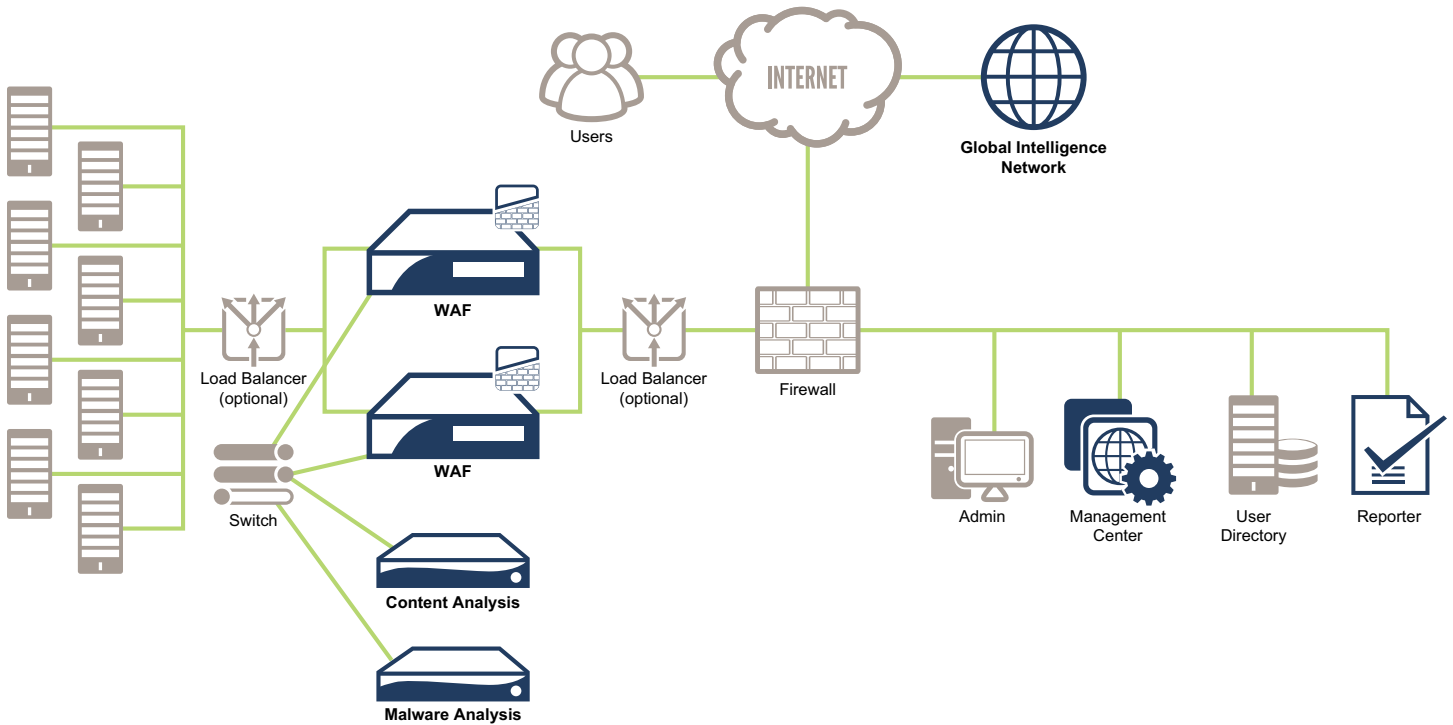 INTERNET
Users
Global Intelligence
Network
WAF
Load Balancer
(optional)
Load Balancer
(optional)
Firewall
WAF
Switch
Admin
Management
Center
User
Directory
Reporter
Content Analysis
Malware Analysis